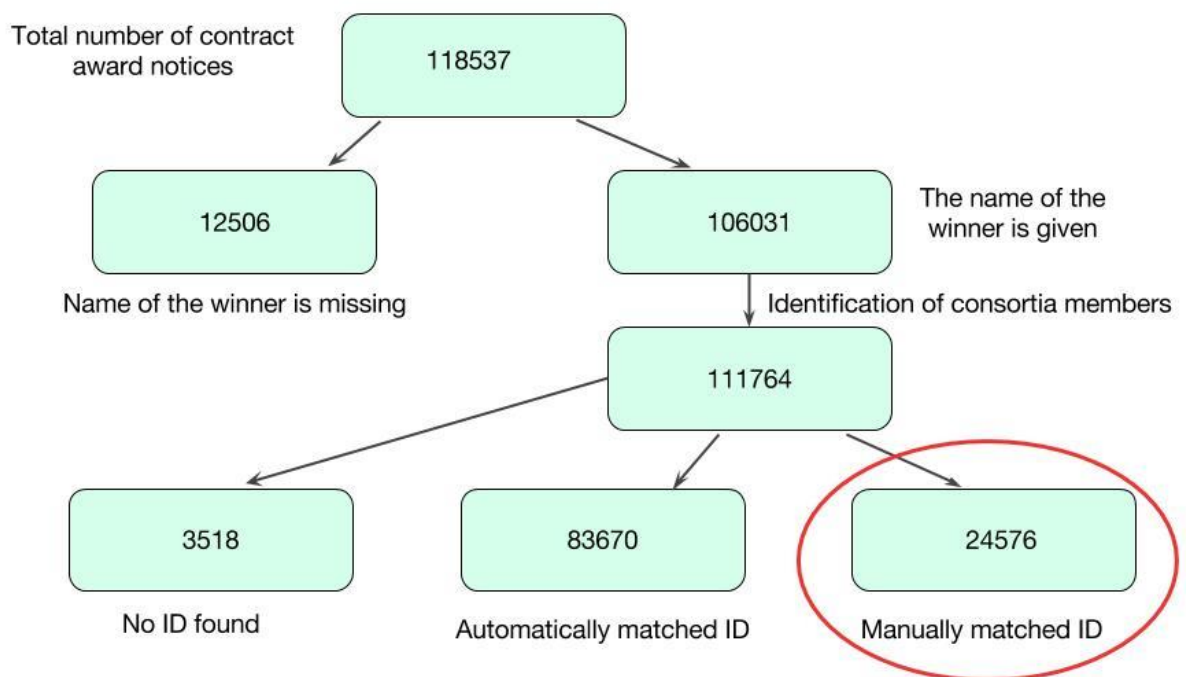 Total number of contract
award notices
118537
12506
106031
The name of the
winner is given
Name of the winner is missing
Identification of consortia members
111764
3518
83670
24576
No ID found
Automatically matched ID
Manually matched ID